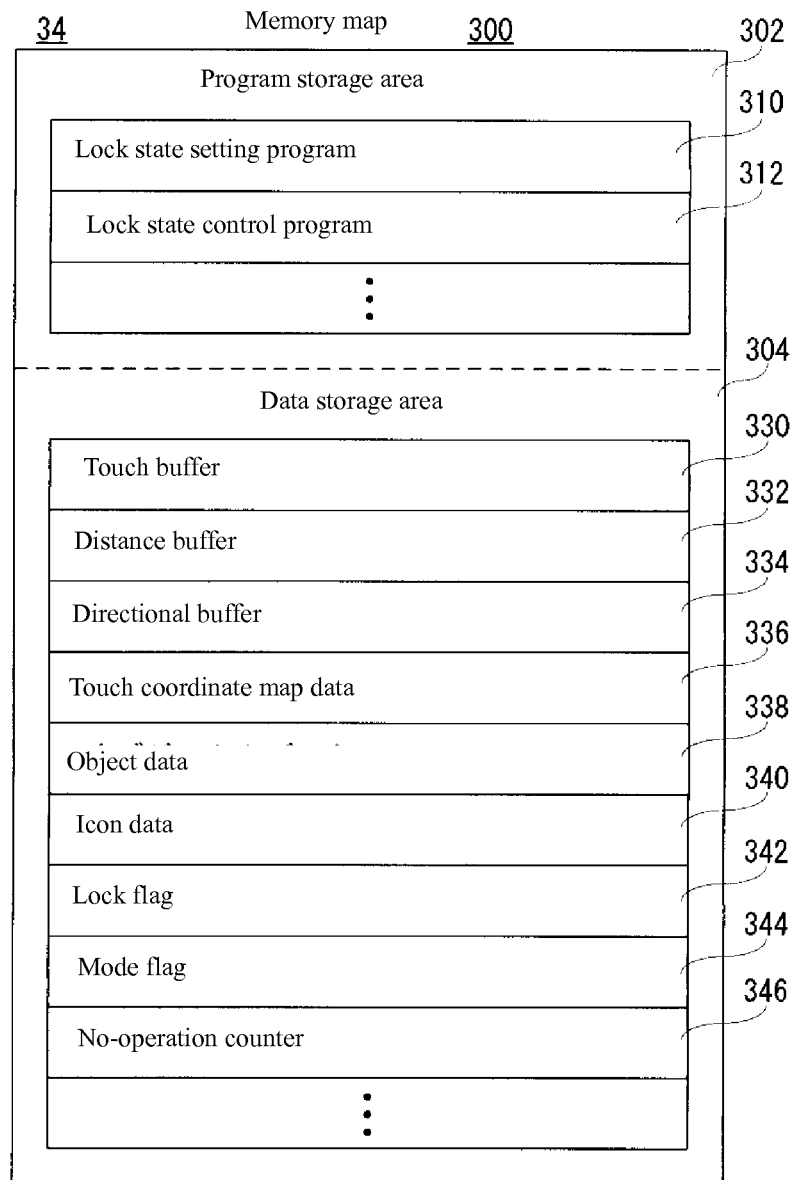 34 Memory map 300
302
Program storage area
310
Lock state setting program
312
Lock state control program
304
Data storage area
330
Touch buffer
332
Distance buffer
334
Directional buffer
336
Touch coordinate map data
338
Object data
340
Icon data
342
Lock flag
344
Mode flag
346
No-operation counter